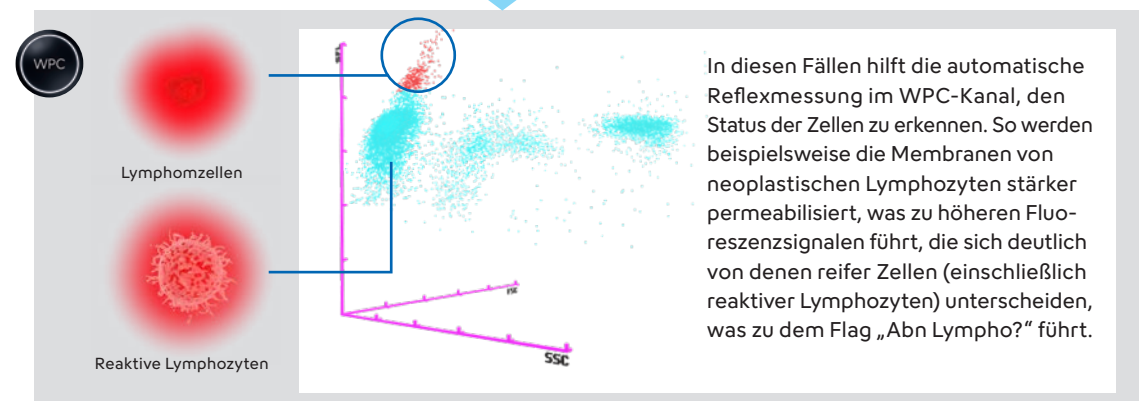 WPC
Lymphomzellen
Reaktive Lymphozyten
SSC
In diesen Fällen hilft die automatische
Reflexmessung im WPC-Kanal, den
Status der Zellen zu erkennen. So werden
beispielsweise die Membranen von
neoplastischen Lymphozyten stärker
permeabilisiert, was zu höheren Fluo-
reszenzsignalen führt, die sich deutlich
von denen reifer Zellen (einschließlich
reaktiver Lymphozyten) unterscheiden,
was zu dem Flag „Abn Lympho?“ führt.